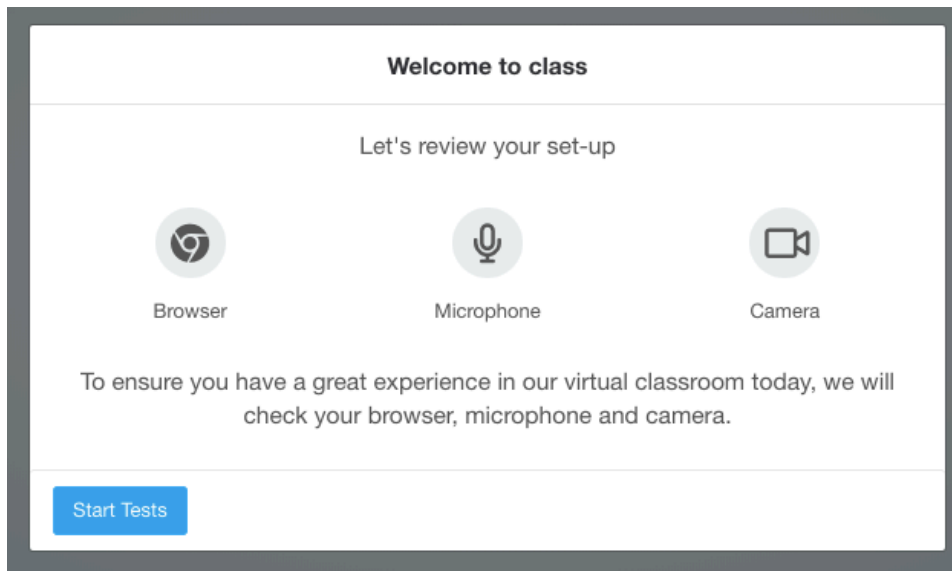 Welcome to class
Let's review your set-up
Browser
Microphone
Camera
To ensure you have a great experience in our virtual classroom today, we will
check your browser, microphone and camera.
Start Tests